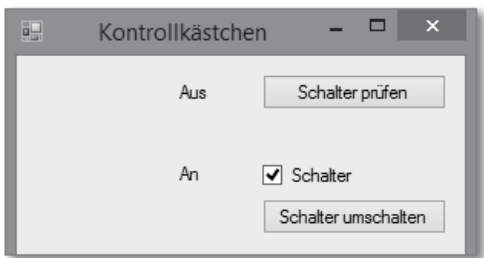 Kontrollkästchen
Aus Schalter prüfen
An Schalter
Schalter umschalten